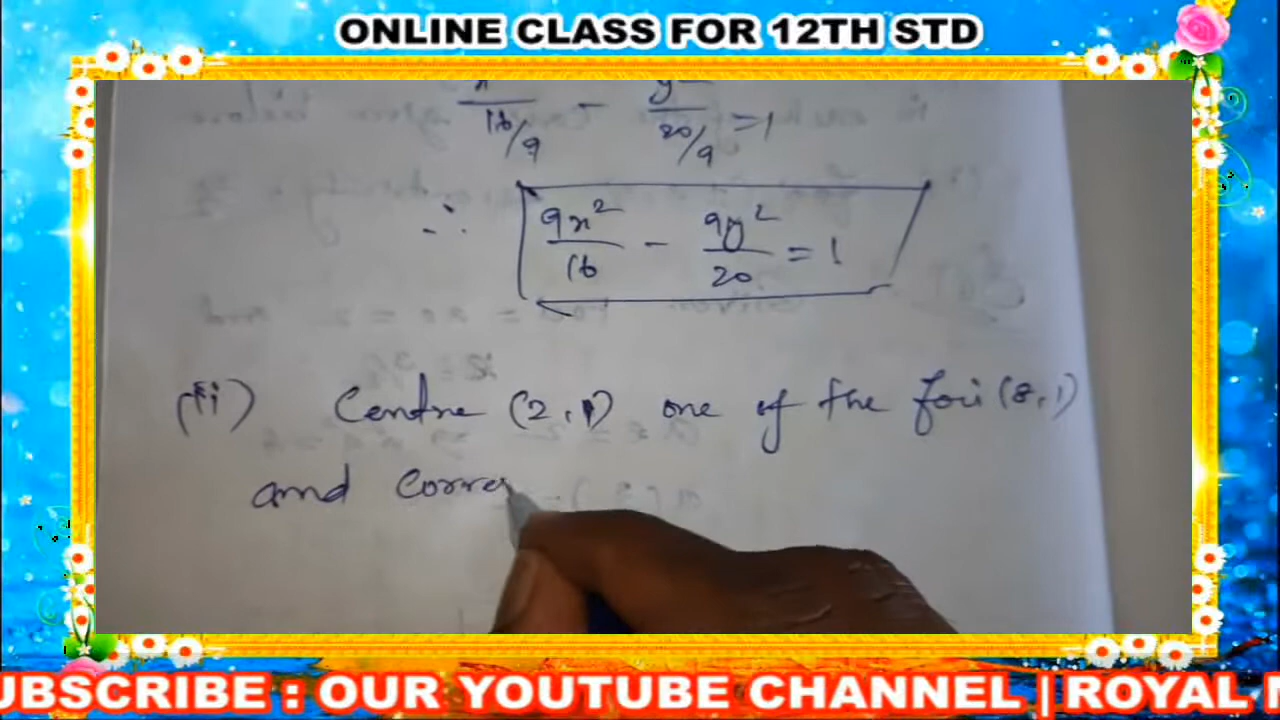 ONLINE CLASS FOR 12TH STD
16/9 - 20/9 = 1
∴ 9x²/16 - 9y²/20 = 1
(ii) Centre (2,1) one of the foci (8,1)
and corre
UBSCRIBE : OUR YOUTUBE CHANNEL | ROYAL